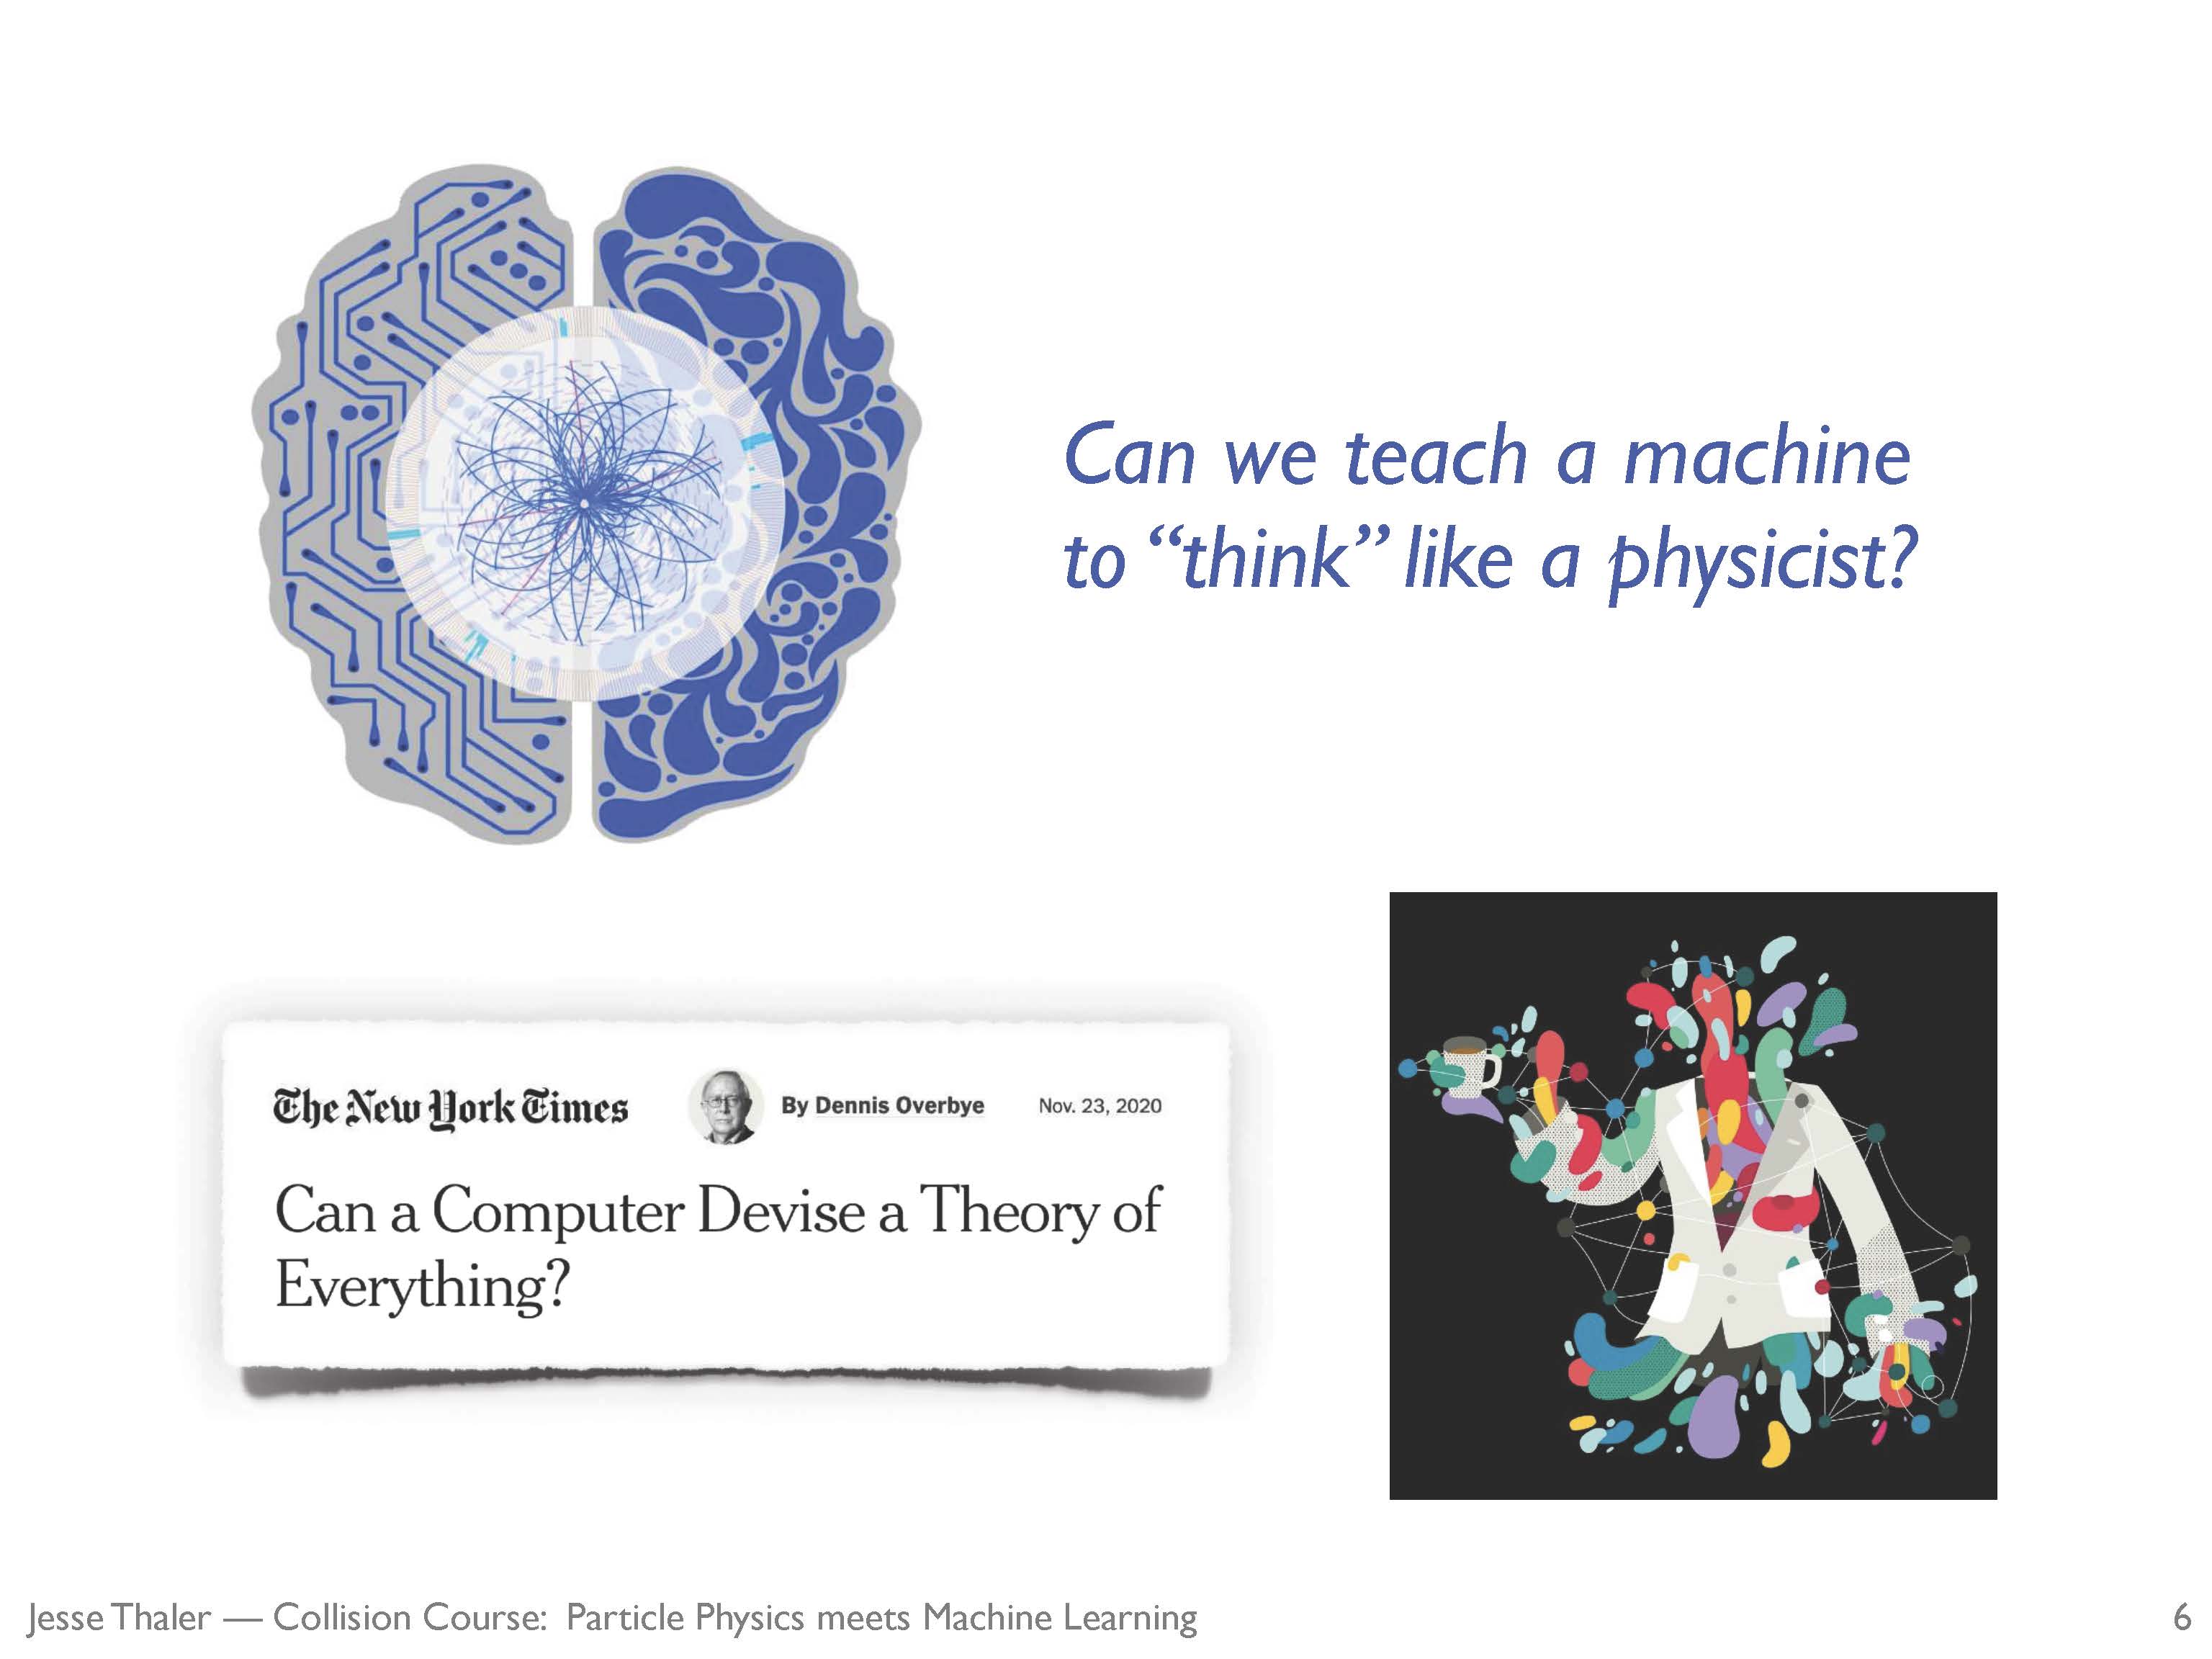 Can we teach a machine
to “think” like a physicist?
The New York Times
By Dennis Overbye
Nov. 23, 2020
Can a Computer Devise a Theory of
Everything?
Jesse Thaler — Collision Course: Particle Physics meets Machine Learning
6